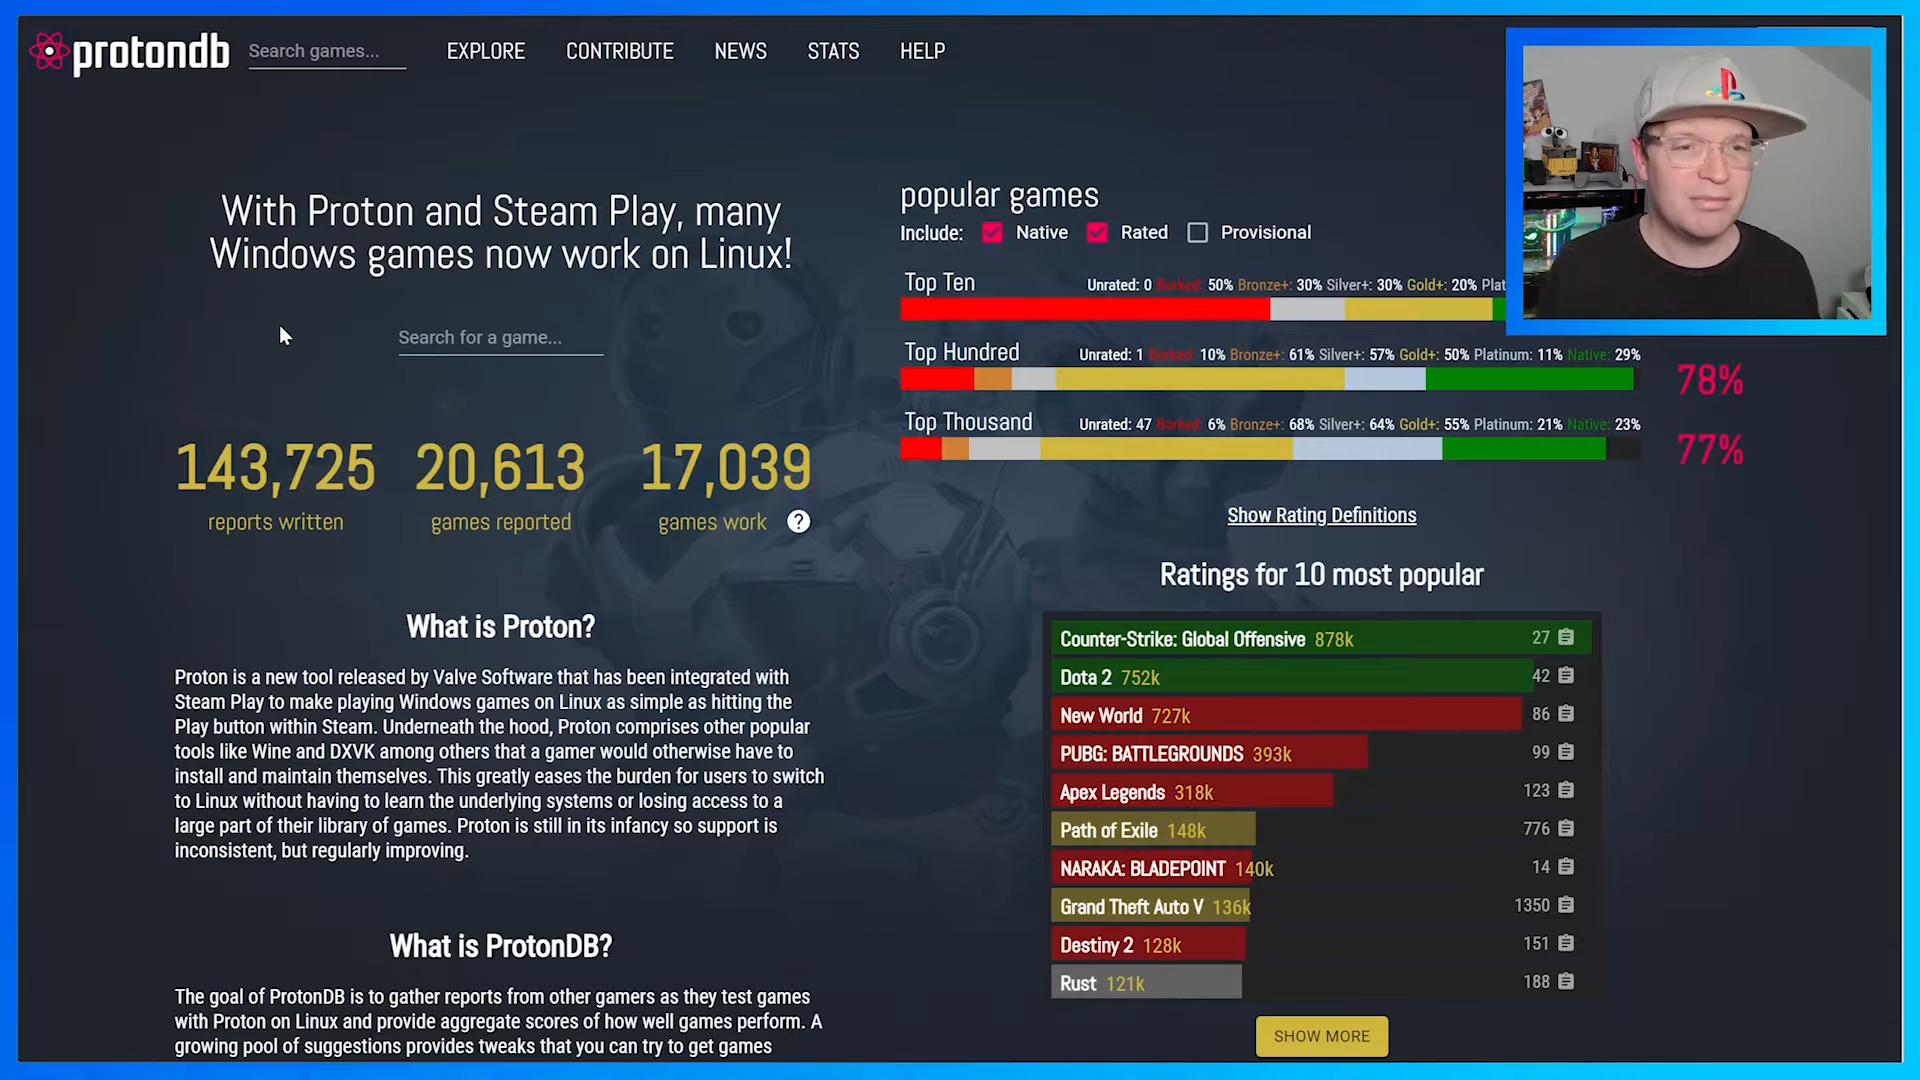 protondb
Search games...
EXPLORE
CONTRIBUTE
NEWS
STATS
HELP
With Proton and Steam Play, many
Windows games now work on Linux!
Search for a game...
143,725
reports written
20,613
games reported
17,039
games work
?
What is Proton?
Proton is a new tool released by Valve Software that has been integrated with
Steam Play to make playing Windows games on Linux as simple as hitting the
Play button within Steam. Underneath the hood, Proton comprises other popular
tools like Wine and DXVK among others that a gamer would otherwise have to
install and maintain themselves. This greatly eases the burden for users to switch
to Linux without having to learn the underlying systems or losing access to a
large part of their library of games. Proton is still in its infancy so support is
inconsistent, but regularly improving.
What is ProtonDB?
The goal of ProtonDB is to gather reports from other gamers as they test games
with Proton on Linux and provide aggregate scores of how well games perform. A
growing pool of suggestions provides tweaks that you can try to get games
popular games
Include: Native Rated Provisional
Top Ten
Unrated: 0 Borked: 50% Bronze+: 30% Silver+: 30% Gold+: 20% Plat
Top Hundred
Unrated: 1 Borked: 10% Bronze+: 61% Silver+: 57% Gold+: 50% Platinum: 11% Native: 29%
78%
Top Thousand
Unrated: 47 Borked: 6% Bronze+: 68% Silver+: 64% Gold+: 55% Platinum: 21% Native: 23%
77%
Show Rating Definitions
Ratings for 10 most popular
Counter-Strike: Global Offensive 878k 27
Dota 2 752k 42
New World 727k 86
PUBG: BATTLEGROUNDS 393k 99
Apex Legends 318k 123
Path of Exile 148k 776
NARAKA: BLADEPOINT 140k 14
Grand Theft Auto V 136k 1350
Destiny 2 128k 151
Rust 121k 188
SHOW MORE